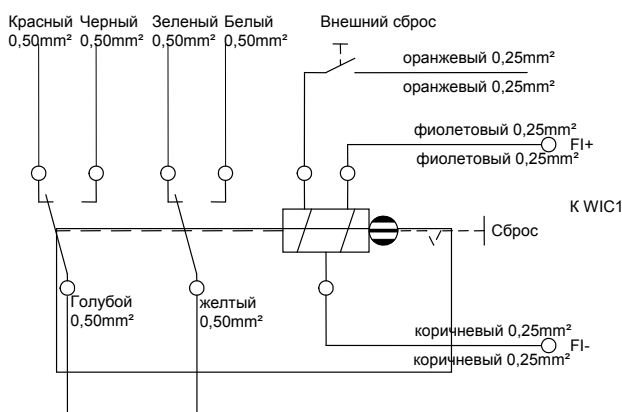 Красный Черный Зеленый Белый Внешний сброс
0,50mm² 0,50mm² 0,50mm² 0,50mm²
оранжевый 0,25mm²
оранжевый 0,25mm²
фиолетовый 0,25mm²
FI+
фиолетовый 0,25mm²
К WIC1
Сброс
Голубой
0,50mm²
желтый
0,50mm²
коричневый 0,25mm²
FI-
коричневый 0,25mm²